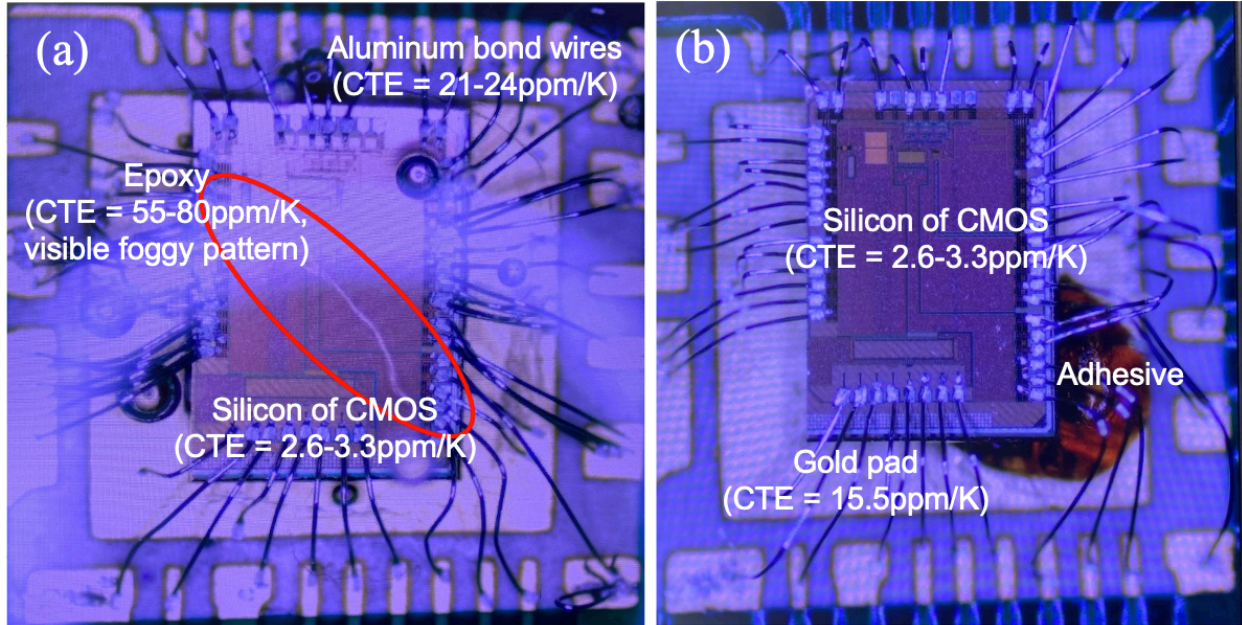 (a)
Aluminum bond wires
(CTE = 21-24ppm/K)
Epoxy
(CTE = 55-80ppm/K,
visible foggy pattern)
Silicon of CMOS
(CTE = 2.6-3.3ppm/K)
(b)
Silicon of CMOS
(CTE = 2.6-3.3ppm/K)
Adhesive
Gold pad
(CTE = 15.5ppm/K)